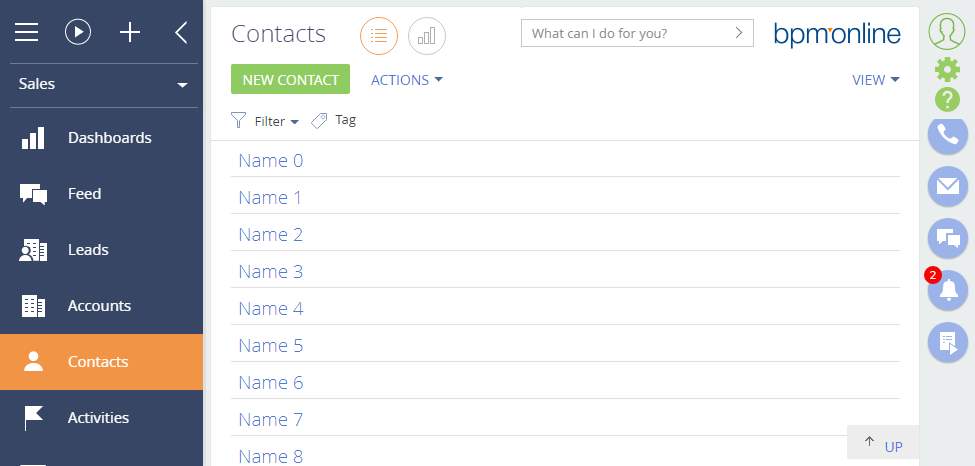 Contacts
What can I do for you?
bpmonline
Sales
NEW CONTACT
ACTIONS
VIEW
Filter
Tag
Dashboards
Feed
Leads
Accounts
Contacts
Activities
Name 0
Name 1
Name 2
Name 3
Name 4
Name 5
Name 6
Name 7
Name 8
UP
?
2